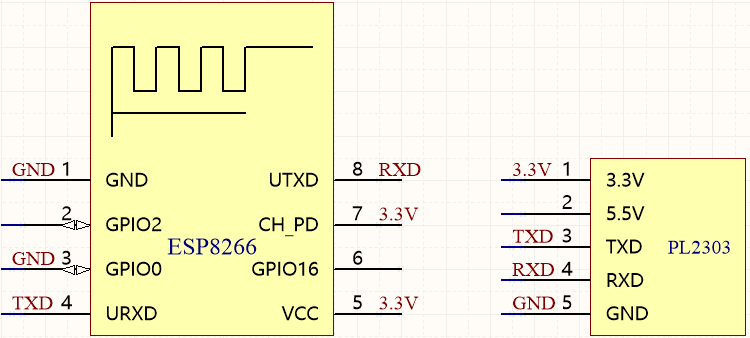 GND 1 GND UTXD 8 RXD
2 GPIO2 CH_PD 7 3.3V
ESP8266
GND 3 GPIO0 GPIO16 6
TXD 4 URXD VCC 5 3.3V
3.3V 1 3.3V
2 5.5V
TXD 3 TXD PL2303
RXD 4 RXD
GND 5 GND